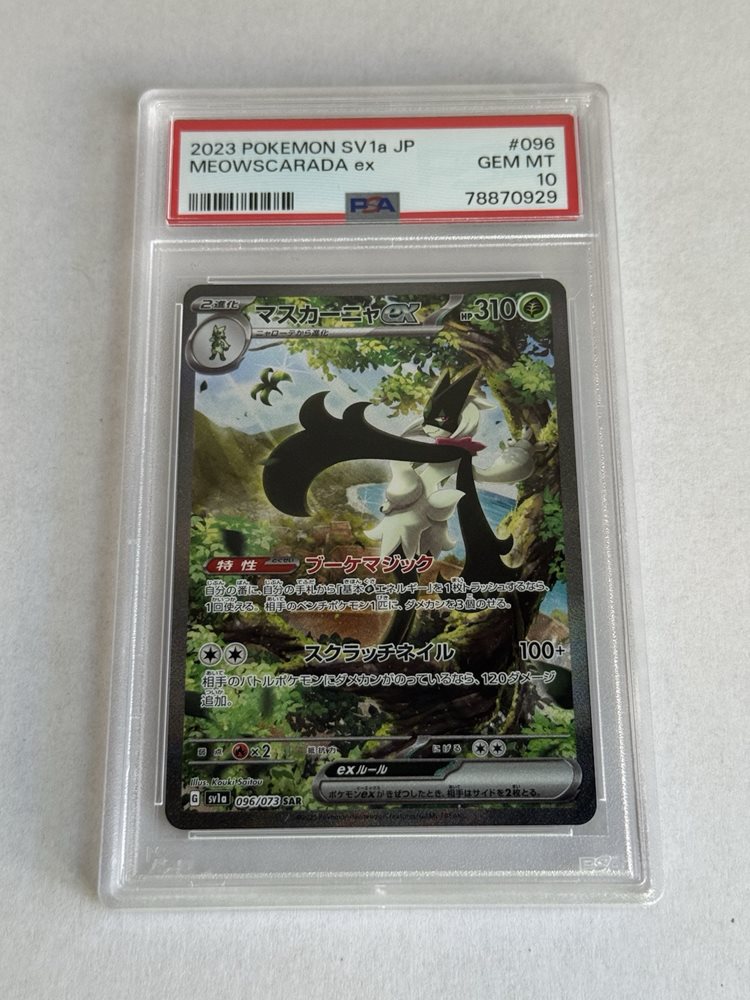 2023 POKEMON SV1a JP #096
MEOWSCARADA ex GEM MT
10
PSA 78870929
2進化 マスカーニャex HP310
ニャローテから進化
特性 とくせい ブーケマジック
自分の番に、自分の手札から「基本エネルギー」を1枚トラッシュするなら、
1回使える。相手のベンチポケモン1匹に、ダメカンを3個のせる。
スクラッチネイル 100+
相手のバトルポケモンにダメカンがのっているなら、120ダメージ
追加。
弱点 ×2 抵抗力 にげる
exルール
ポケモンexがきぜつしたとき、相手はサイドを2枚とる。
Illus. Kouki Saitou
G sv1a 096/073 SAR